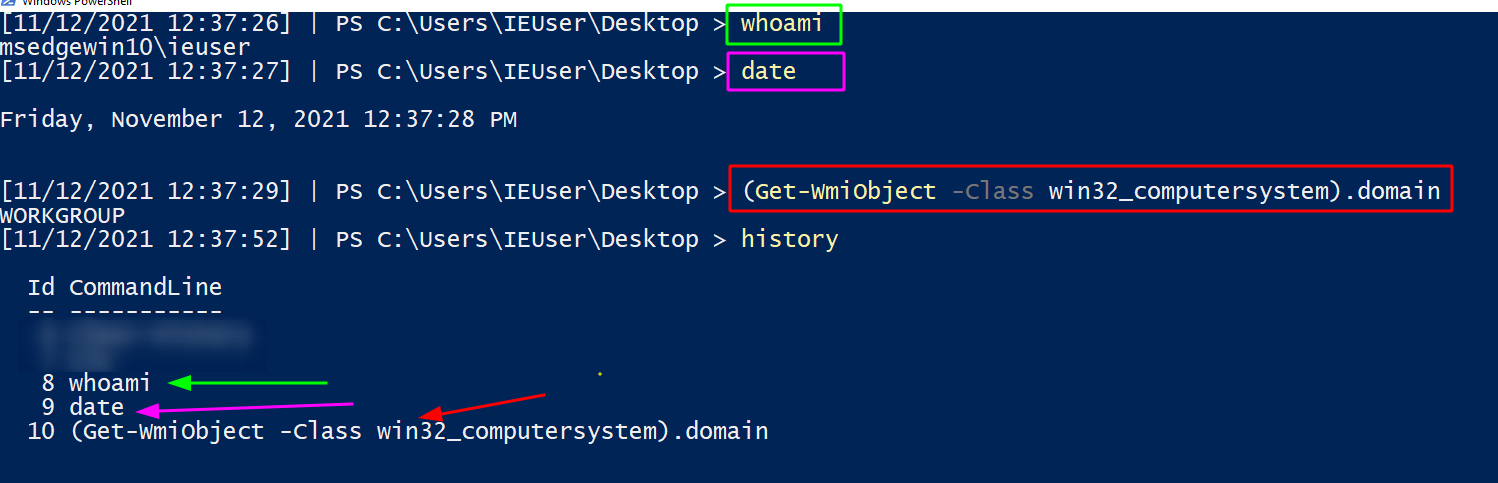 Windows PowerShell
[11/12/2021 12:37:26] | PS C:\Users\IEUser\Desktop > whoami
msedgewin10\ieuser
[11/12/2021 12:37:27] | PS C:\Users\IEUser\Desktop > date
Friday, November 12, 2021 12:37:28 PM
[11/12/2021 12:37:29] | PS C:\Users\IEUser\Desktop > (Get-WmiObject -Class win32_computersystem).domain
WORKGROUP
[11/12/2021 12:37:52] | PS C:\Users\IEUser\Desktop > history
Id CommandLine
-- -----------
8 whoami
9 date
10 (Get-WmiObject -Class win32_computersystem).domain